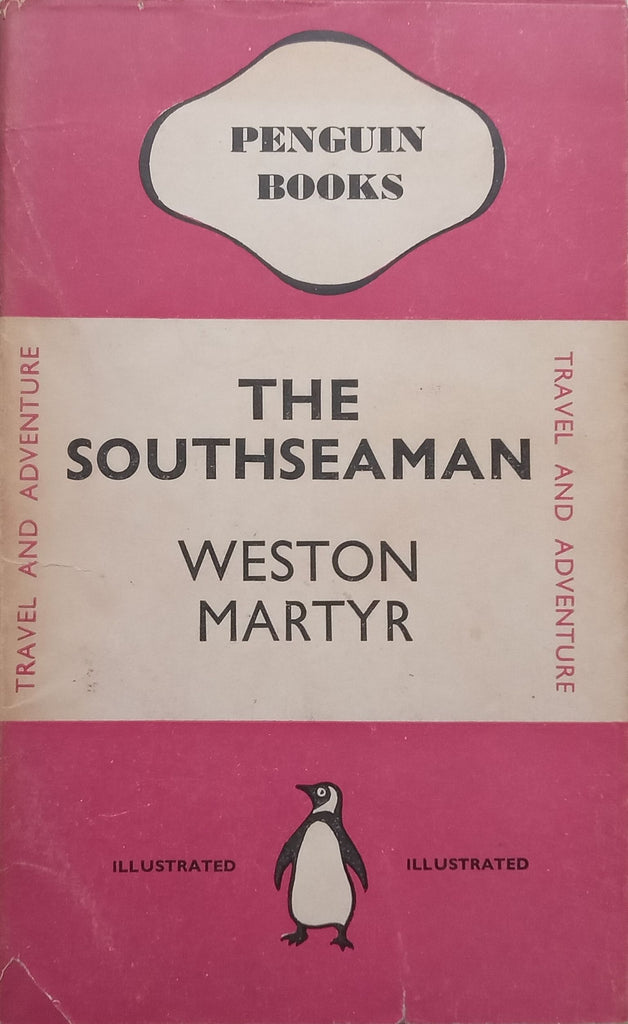 PENGUIN
BOOKS
TRAVEL AND ADVENTURE
THE
SOUTHSEAMAN
WESTON
MARTYR
TRAVEL AND ADVENTURE
ILLUSTRATED
ILLUSTRATED